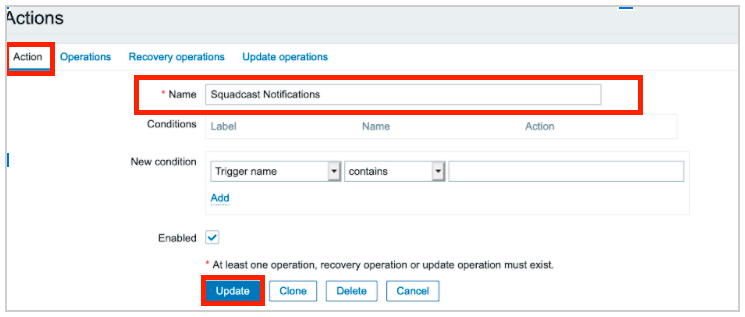 Actions
Action Operations Recovery operations Update operations
* Name Squadcast Notifications
Conditions Label Name Action
New condition Trigger name contains
Add
Enabled
* At least one operation, recovery operation or update operation must exist.
Update Clone Delete Cancel